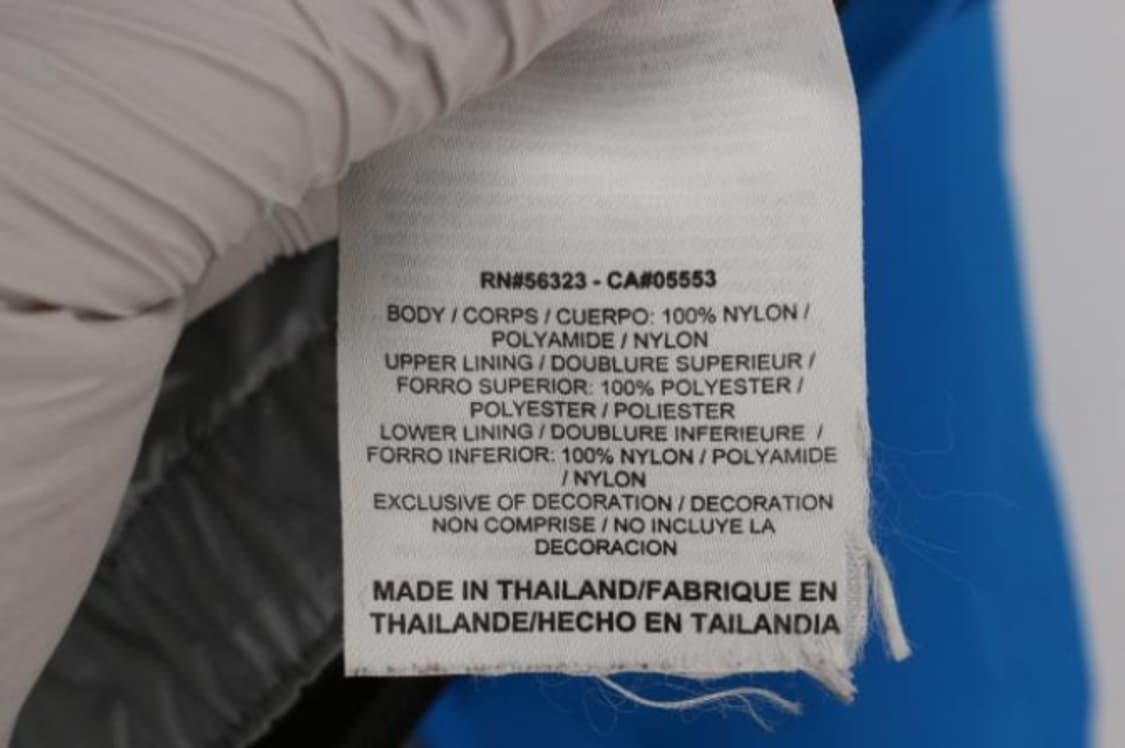 RN#56323 - CA#05553
BODY / CORPS / CUERPO: 100% NYLON /
POLYAMIDE / NYLON
UPPER LINING / DOUBLURE SUPERIEUR /
FORRO SUPERIOR: 100% POLYESTER /
POLYESTER / POLIESTER
LOWER LINING / DOUBLURE INFERIEURE /
FORRO INFERIOR: 100% NYLON / POLYAMIDE
/ NYLON
EXCLUSIVE OF DECORATION / DECORATION
NON COMPRISE / NO INCLUYE LA
DECORACION
MADE IN THAILAND/FABRIQUE EN
THAILANDE/HECHO EN TAILANDIA